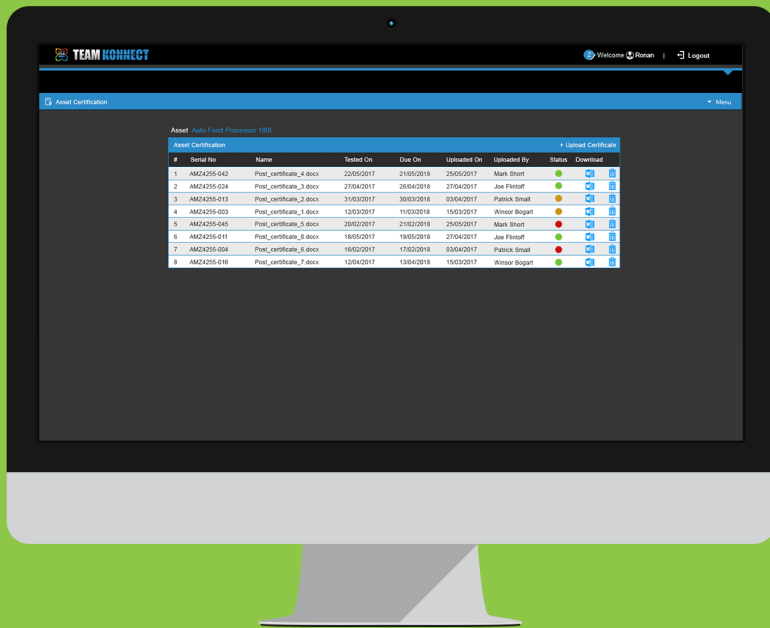 TEAM KONNECT 2 Welcome Ronan | Logout
Asset Certification Menu
Asset Auto Food Processor 100L
Asset Certification + Upload Certificate
# Serial No Name Tested On Due On Uploaded On Uploaded By Status Download
1 AMZ4255-042 Post_certificate_4.docx 22/05/2017 21/05/2018 25/05/2017 Mark Short
2 AMZ4255-024 Post_certificate_3.docx 27/04/2017 26/04/2018 27/04/2017 Joe Flintoff
3 AMZ4255-013 Post_certificate_2.docx 31/03/2017 30/03/2018 03/04/2017 Patrick Small
4 AMZ4255-003 Post_certificate_1.docx 12/03/2017 11/03/2018 15/03/2017 Winsor Bogart
5 AMZ4255-045 Post_certificate_5.docx 20/02/2017 21/02/2018 25/05/2017 Mark Short
6 AMZ4255-011 Post_certificate_8.docx 18/05/2017 19/05/2018 27/04/2017 Joe Flintoff
7 AMZ4255-004 Post_certificate_6.docx 16/02/2017 17/02/2018 03/04/2017 Patrick Small
8 AMZ4255-016 Post_certificate_7.docx 12/04/2017 13/04/2018 15/03/2017 Winsor Bogart